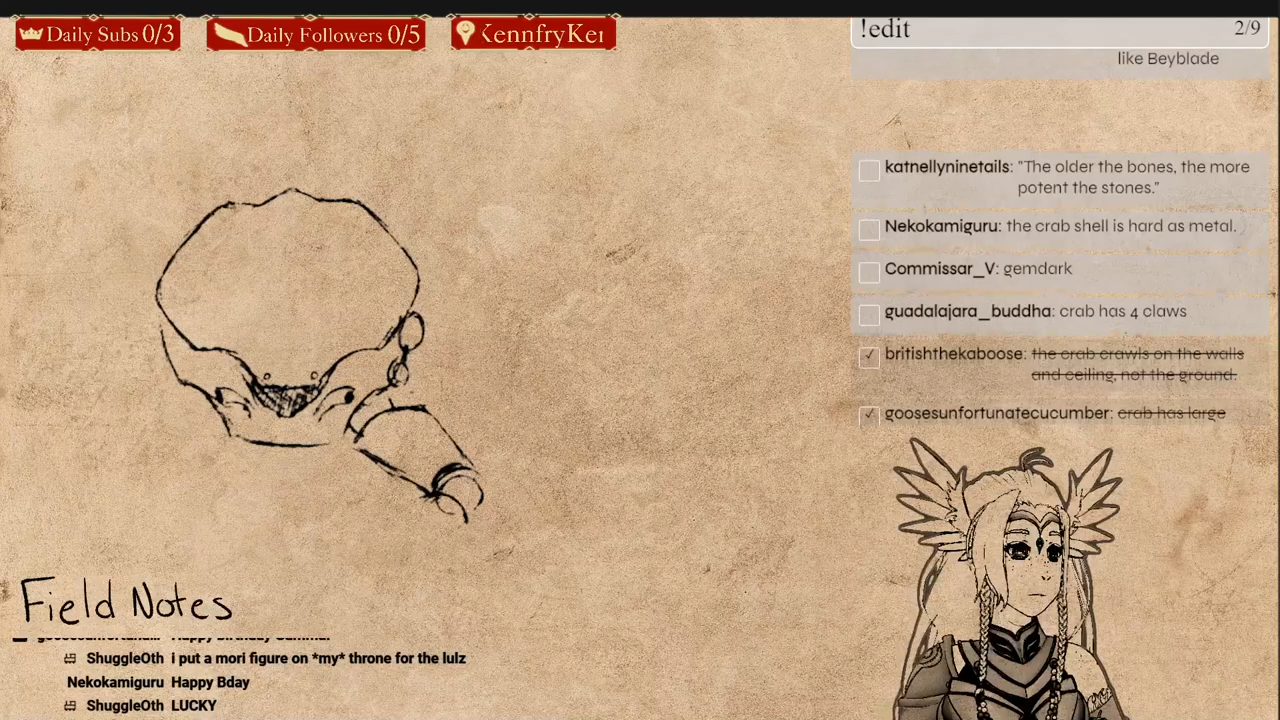 Daily Subs 0/3
Daily Followers 0/5
!edit 2/9
like Beyblade
katnellyninetails: "The older the bones, the more
potent the stones."
Nekokamiguru: the crab shell is hard as metal.
Commissar_V: gemdark
guadalajara_buddha: crab has 4 claws
britishthekaboose: the crab crawls on the walls
and ceiling, not the ground.
goosesunfortunatecucumber: crab has large
Field Notes
ShuggleOth i put a mori figure on *my* throne for the lulz
Nekokamiguru Happy Bday
ShuggleOth LUCKY